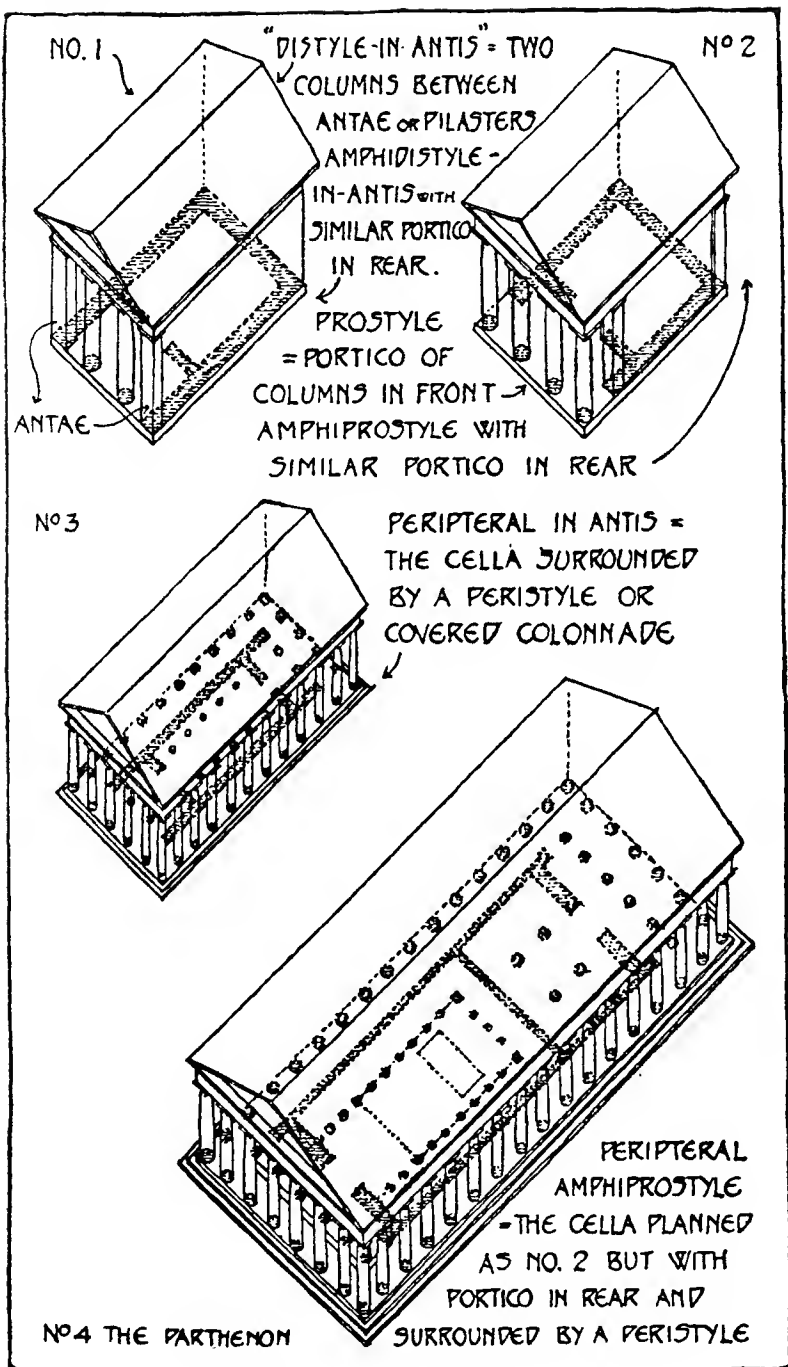 NO. 1
"DISTYLE-IN-ANTIS" = TWO
COLUMNS BETWEEN
ANTAE OR PILASTERS
AMPHIDISTYLE-
IN-ANTIS WITH
SIMILAR PORTICO
IN REAR.
Nº 2
PROSTYLE
= PORTICO OF
COLUMNS IN FRONT
AMPHIPROSTYLE WITH
SIMILAR PORTICO IN REAR
ANTAE
Nº 3
PERIPTERAL IN ANTIS =
THE CELLA SURROUNDED
BY A PERISTYLE OR
COVERED COLONNADE
PERIPTERAL
AMPHIPROSTYLE
=THE CELLA PLANNED
AS NO. 2 BUT WITH
PORTICO IN REAR AND
SURROUNDED BY A PERISTYLE
Nº 4 THE PARTHENON